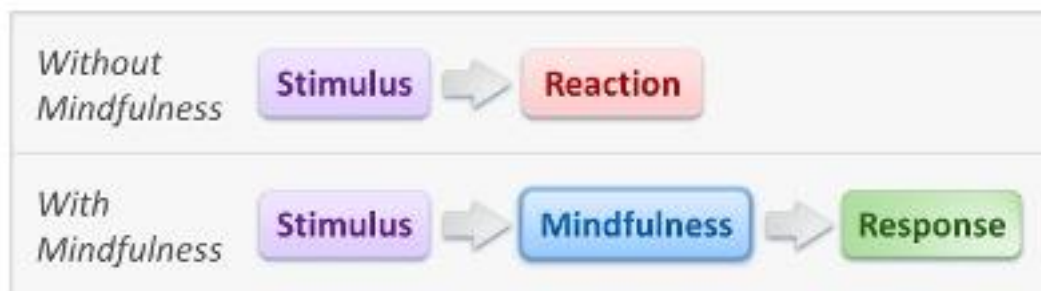 Without
Mindfulness
Stimulus
Reaction
With
Mindfulness
Stimulus
Mindfulness
Response